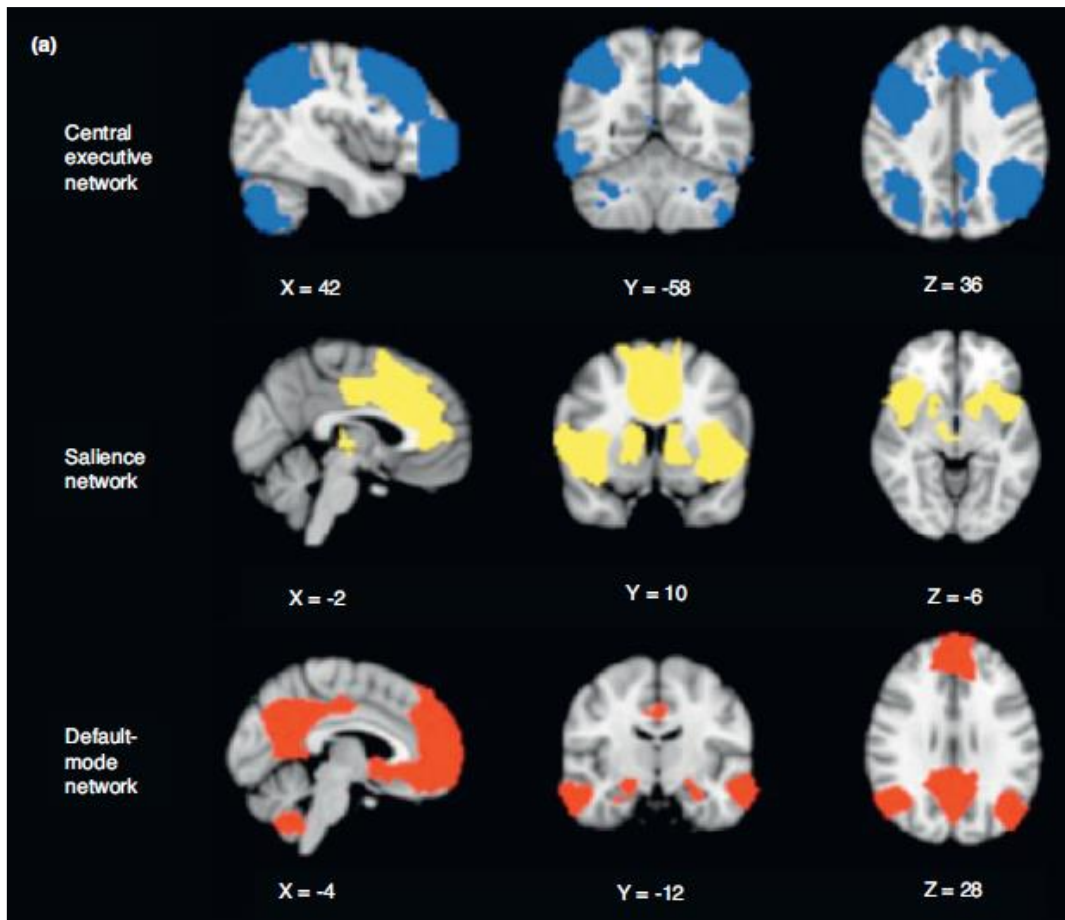 (a)
Central
executive
network
X = 42
Y = -58
Z = 36
Salience
network
X = -2
Y = 10
Z = -6
Default-
mode
network
X = -4
Y = -12
Z = 28